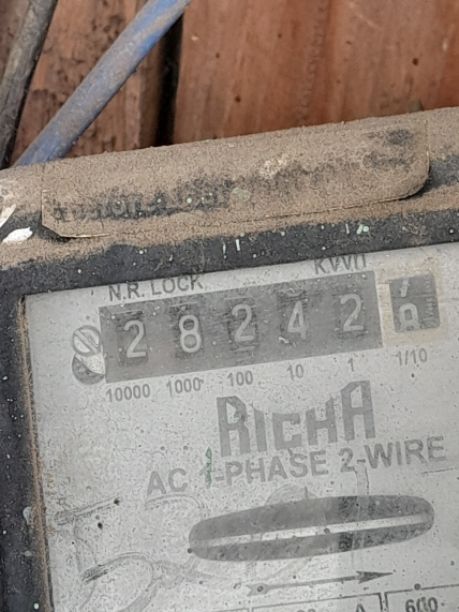 N.R. LOCK KWH
2 8 2 4 2
10000 1000 100 10 1 1/10
RICHA
AC 1-PHASE 2-WIRE
A 600